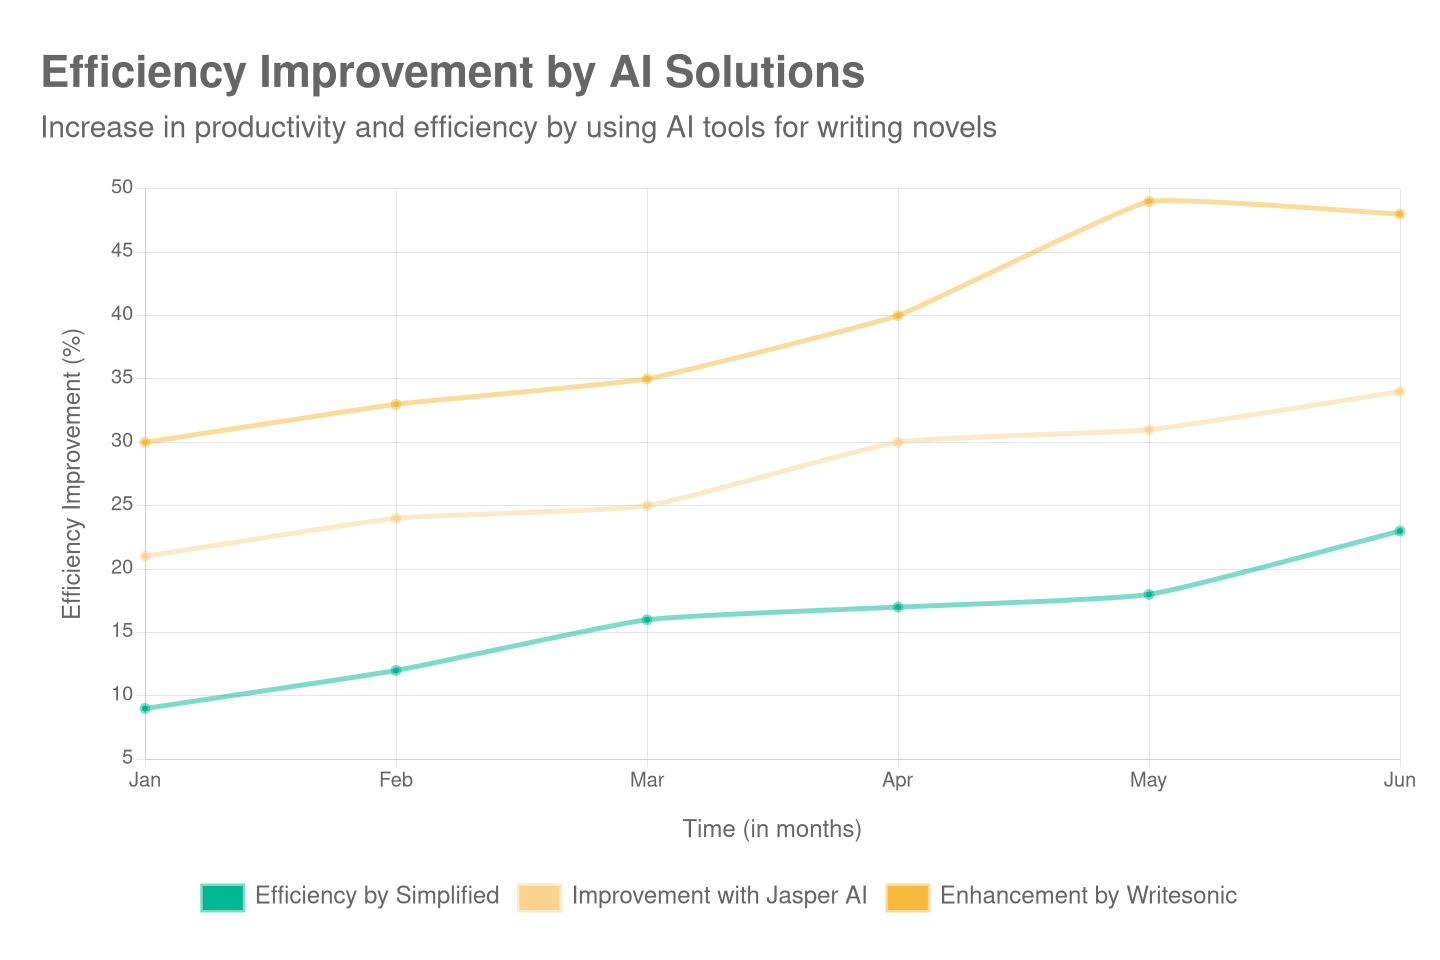 Efficiency Improvement by AI Solutions
Increase in productivity and efficiency by using AI tools for writing novels
Efficiency Improvement (%)
50
45
40
35
30
25
20
15
10
5
Jan Feb Mar Apr May Jun
Time (in months)
Efficiency by Simplified Improvement with Jasper AI Enhancement by Writesonic